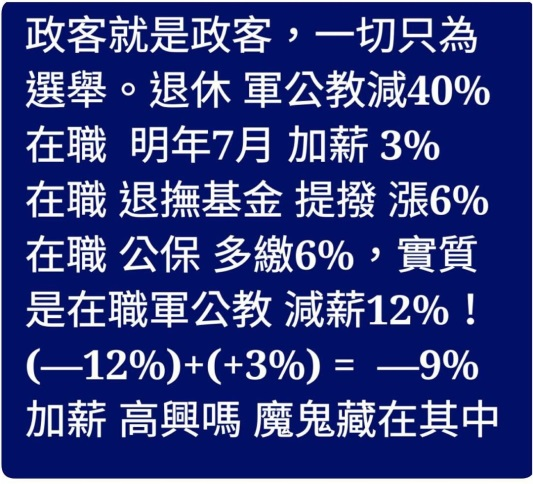 政客就是政客，一切只為
選舉。退休 軍公教減40%
在職 明年7月 加薪 3%
在職 退撫基金 提撥 漲6%
在職 公保 多繳6%，實質
是在職軍公教 減薪12%！
(—12%)+(+3%) = —9%
加薪 高興嗎 魔鬼藏在其中